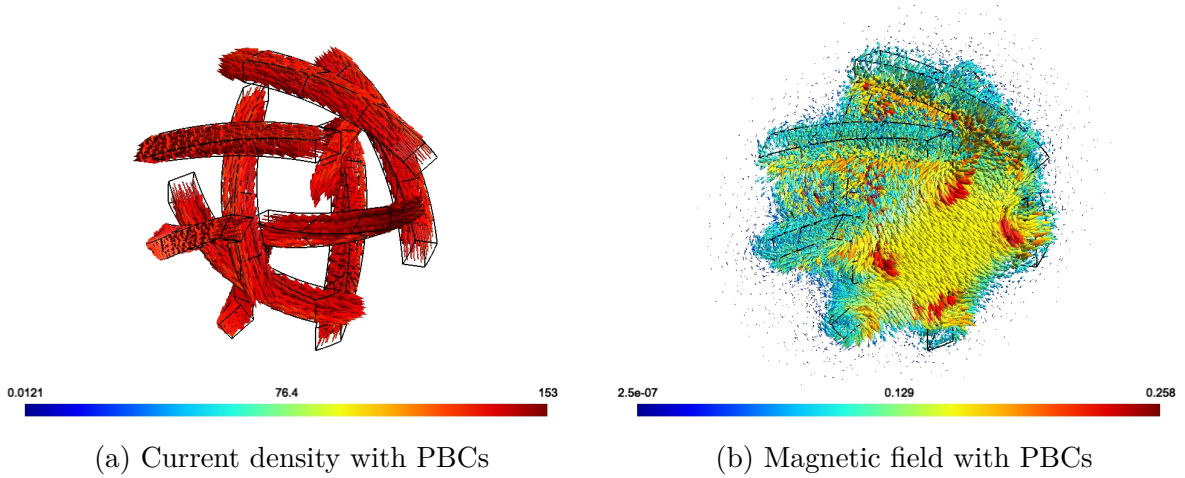 0.0121 76.4 153
2.5e-07 0.129 0.258
(a) Current density with PBCs
(b) Magnetic field with PBCs